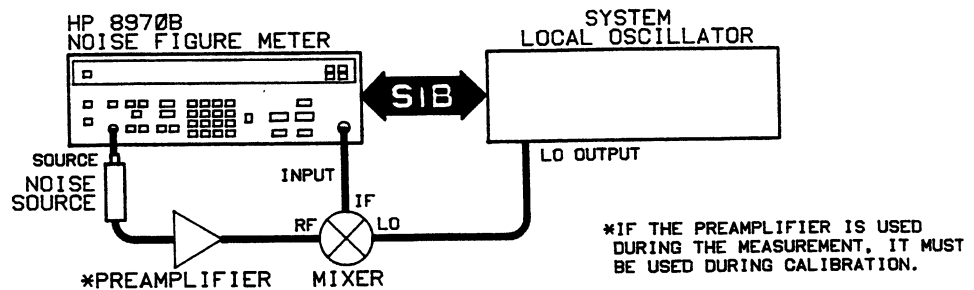 HP 8970B
NOISE FIGURE METER
SYSTEM
LOCAL OSCILLATOR
SIB
SOURCE
NOISE
SOURCE
INPUT
LO OUTPUT
IF
RF
LO
*PREAMPLIFIER
MIXER
*IF THE PREAMPLIFIER IS USED
DURING THE MEASUREMENT, IT MUST
BE USED DURING CALIBRATION.